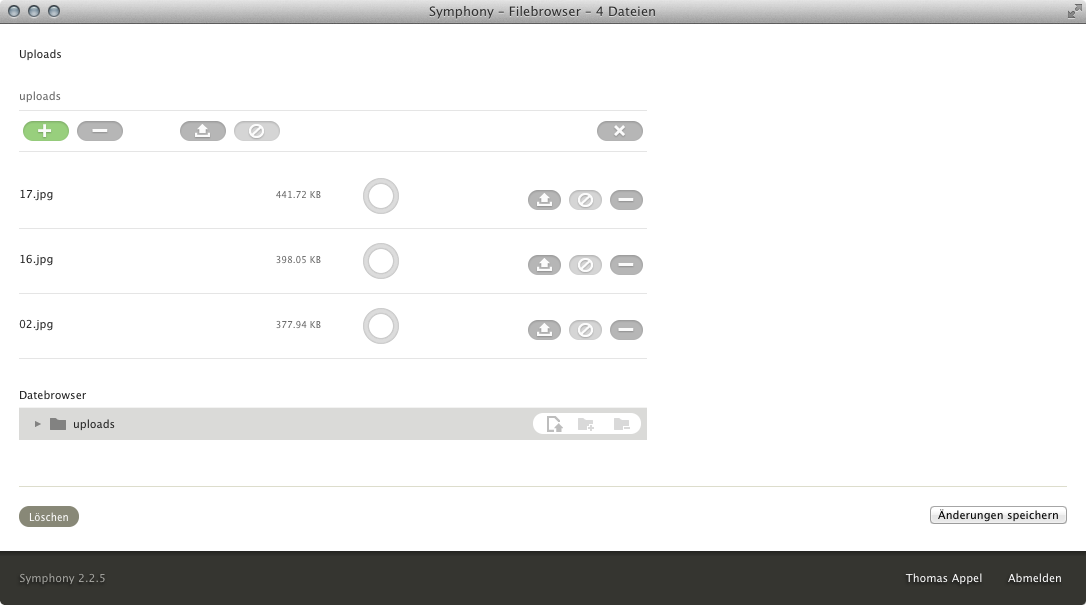 Symphony – Filebrowser – 4 Dateien
Uploads
uploads
17.jpg 441.72 KB
16.jpg 398.05 KB
02.jpg 377.94 KB
Datebrowser
uploads
Löschen Änderungen speichern
Symphony 2.2.5 Thomas Appel Abmelden